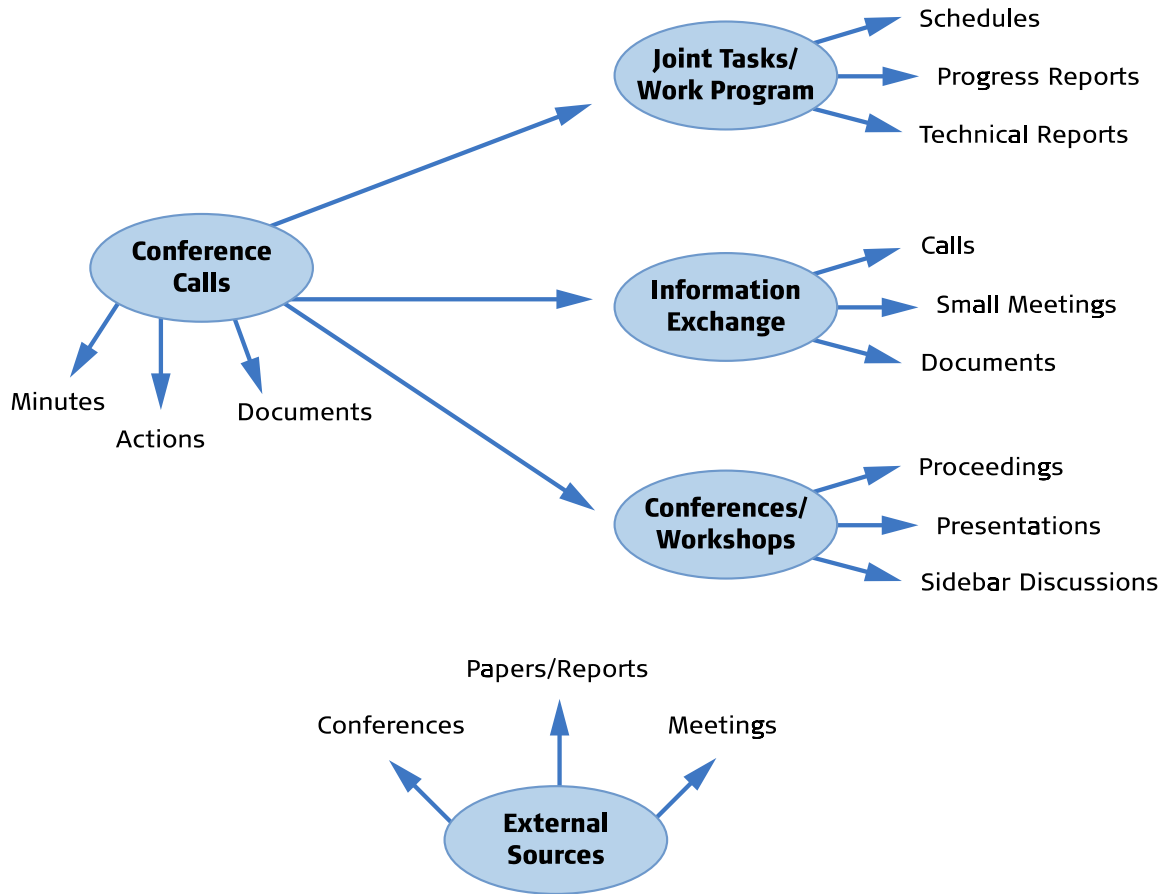 Schedules
Joint Tasks/
Work Program
Progress Reports
Technical Reports
Conference
Calls
Calls
Information
Exchange
Small Meetings
Documents
Minutes
Actions
Documents
Proceedings
Conferences/
Workshops
Presentations
Sidebar Discussions
Papers/Reports
Conferences
Meetings
External
Sources